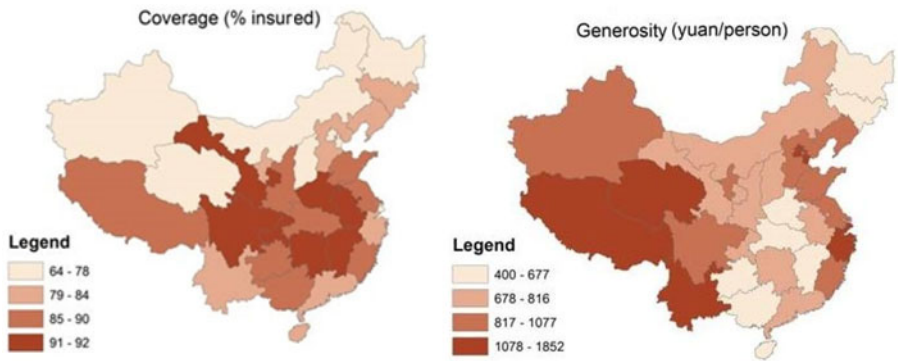 Coverage (% insured)
Legend
64 - 78
79 - 84
85 - 90
91 - 92
Generosity (yuan/person)
Legend
400 - 677
678 - 816
817 - 1077
1078 - 1852